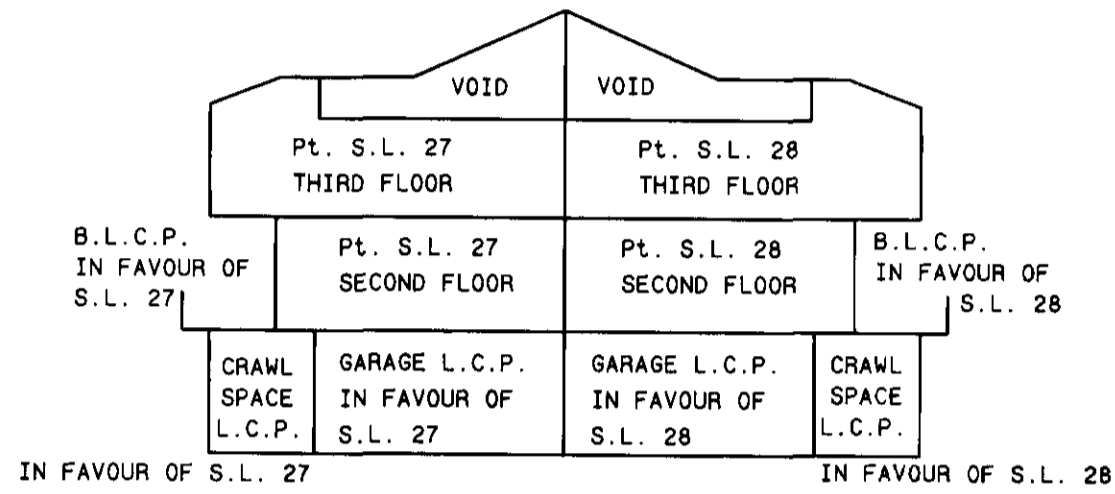 VOID
VOID
Pt. S.L. 27
THIRD FLOOR
Pt. S.L. 28
THIRD FLOOR
B.L.C.P.
IN FAVOUR OF
S.L. 27
Pt. S.L. 27
SECOND FLOOR
Pt. S.L. 28
SECOND FLOOR
B.L.C.P.
IN FAVOUR OF
S.L. 28
CRAWL
SPACE
L.C.P.
GARAGE L.C.P.
IN FAVOUR OF
S.L. 27
GARAGE L.C.P.
IN FAVOUR OF
S.L. 28
CRAWL
SPACE
L.C.P.
IN FAVOUR OF S.L. 27
IN FAVOUR OF S.L. 28